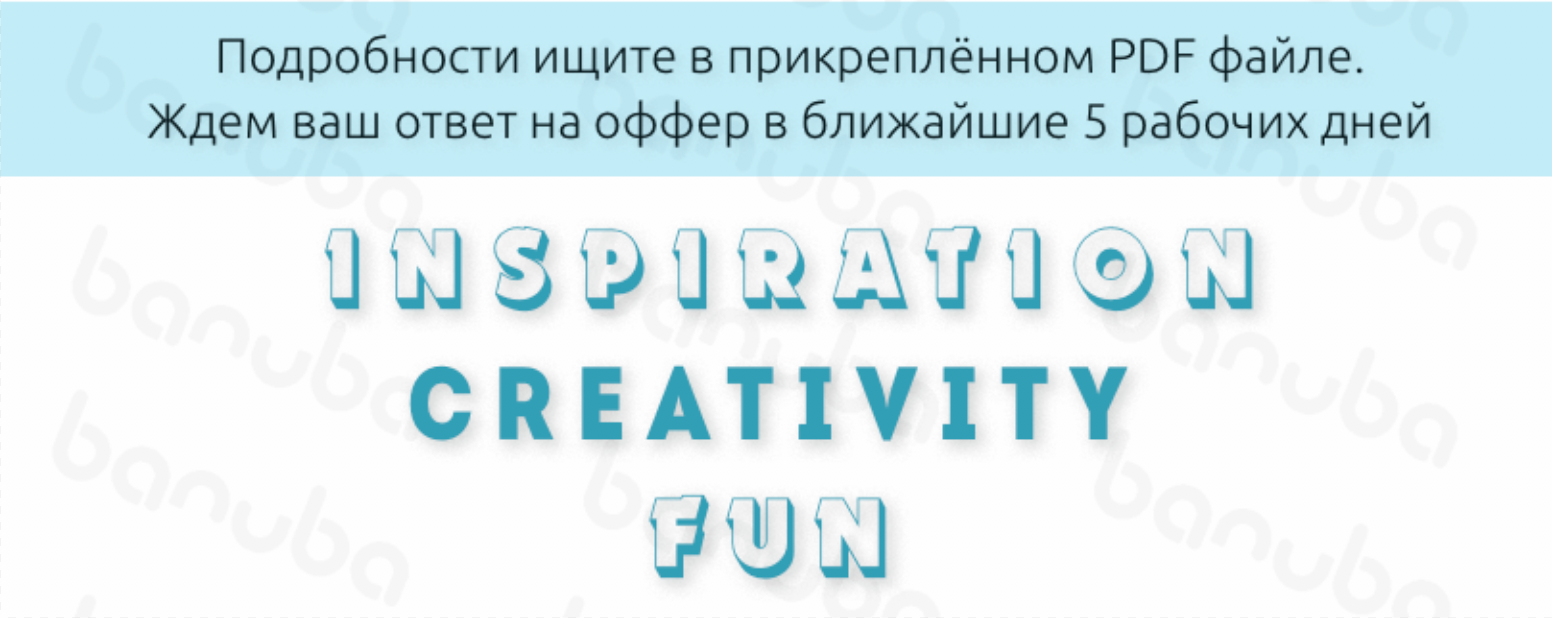 Подробности ищите в прикреплённом PDF файле.
Ждем ваш ответ на оффер в ближайшие 5 рабочих дней
INSPIRATION
CREATIVITY
FUN
banuba